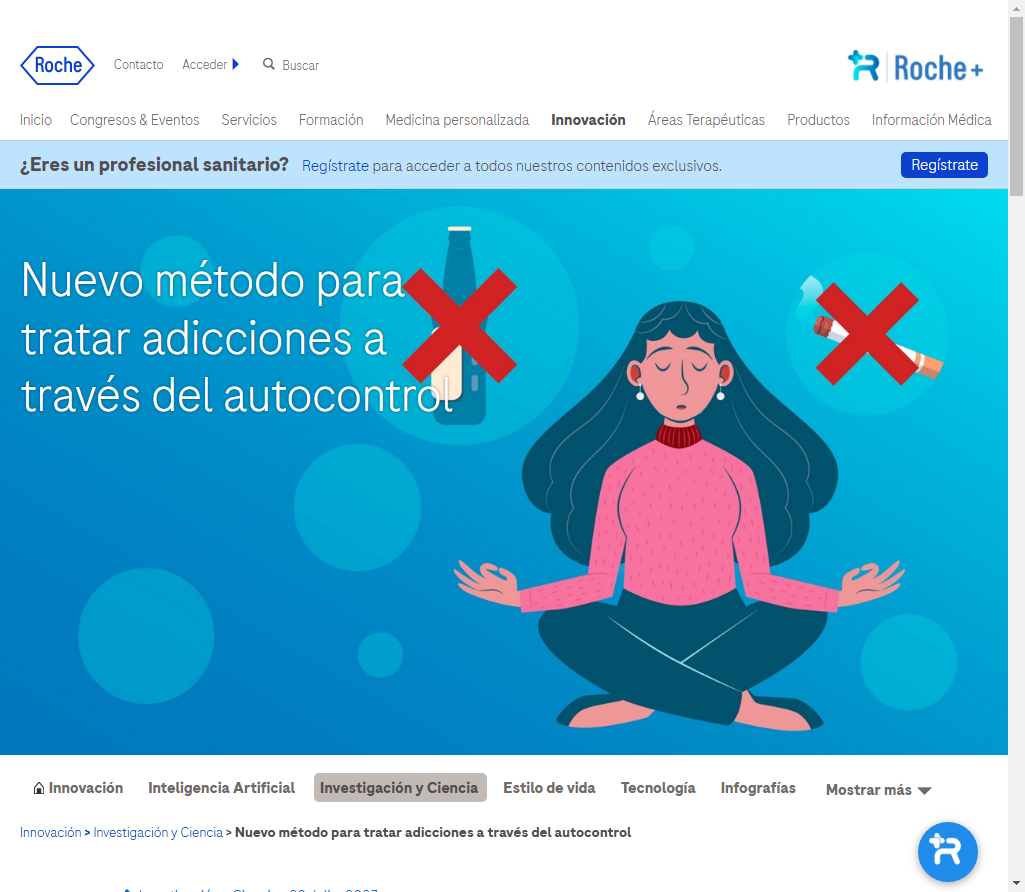 Roche
Contacto
Acceder
Buscar
Roche+
Inicio
Congresos & Eventos
Servicios
Formación
Medicina personalizada
Innovación
Áreas Terapéuticas
Productos
Información Médica
¿Eres un profesional sanitario?
Regístrate para acceder a todos nuestros contenidos exclusivos.
Regístrate
Nuevo método para
tratar adicciones a
través del autocontrol
Innovación
Inteligencia Artificial
Investigación y Ciencia
Estilo de vida
Tecnología
Infografías
Mostrar más
Innovación > Investigación y Ciencia > Nuevo método para tratar adicciones a través del autocontrol